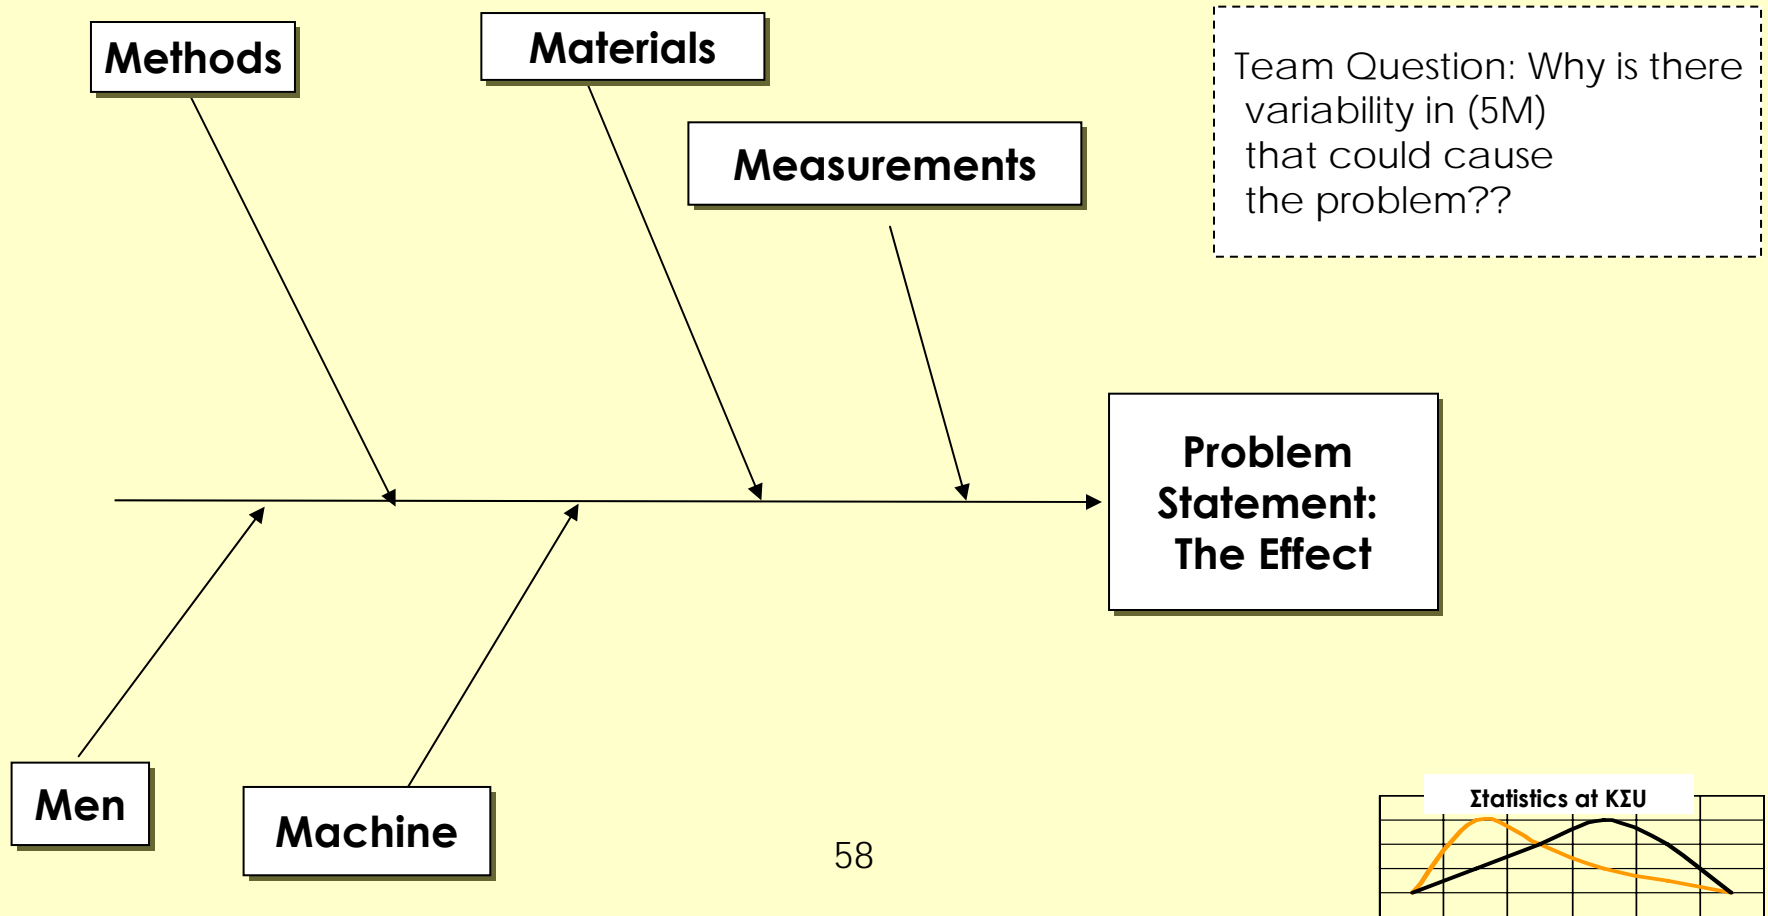 Methods
Materials
Measurements
Team Question: Why is there
variability in (5M)
that could cause
the problem??
Problem
Statement:
The Effect
Men
Machine
58
Σtatistics at KΣU